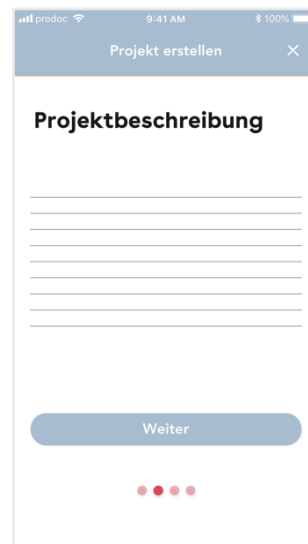 prodoc 9:41 AM 100%
Projekt erstellen
Projektbeschreibung
Weiter